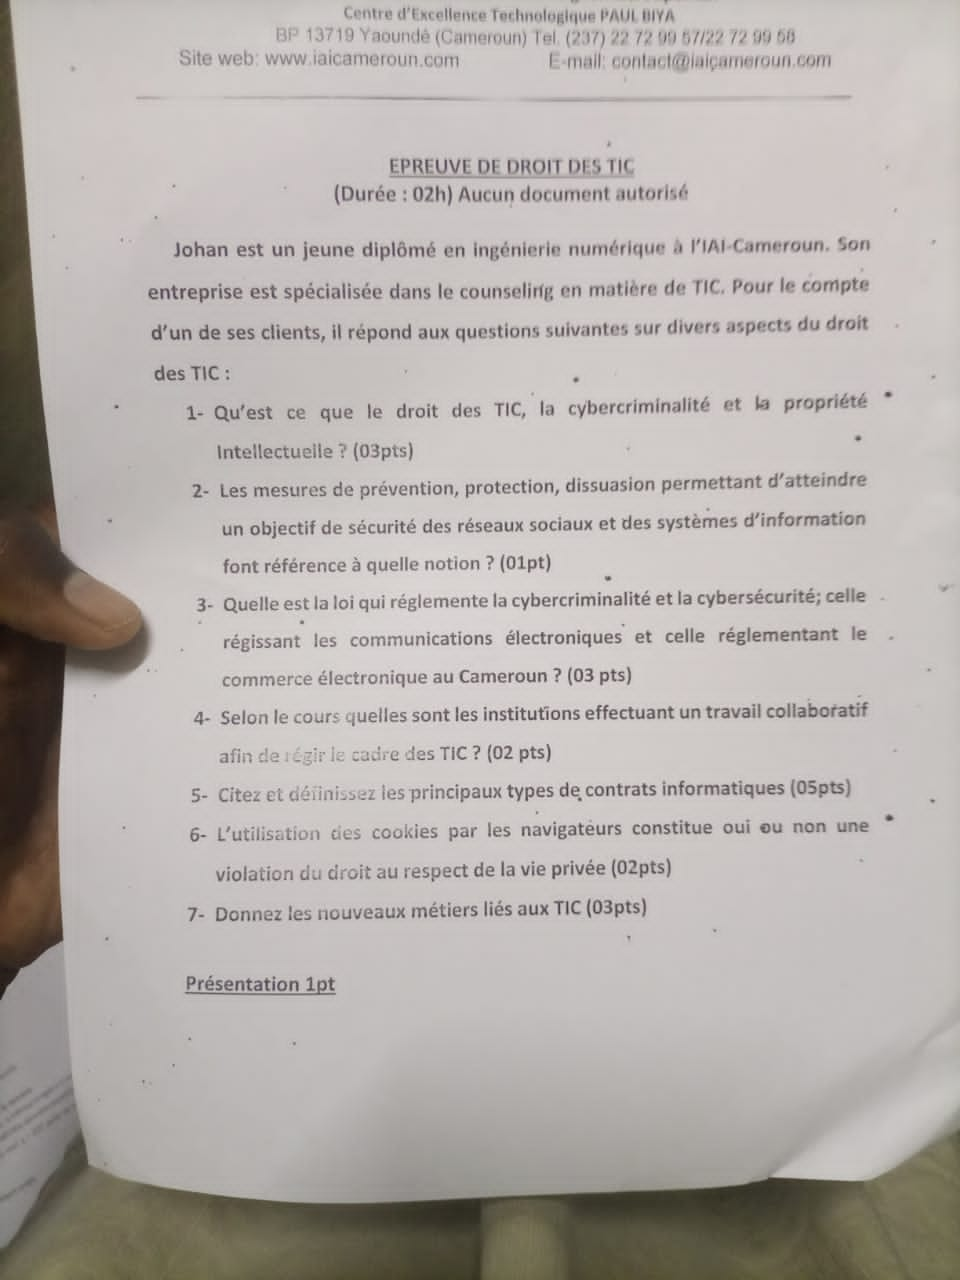 Centre d'Excellence Technologique PAUL BIYA
BP 13719 Yaoundé (Cameroun) Tel. (237) 22 72 99 57/22 72 99 58
Site web: www.iaicameroun.com E-mail: contact@iaicameroun.com
EPREUVE DE DROIT DES TIC
(Durée : 02h) Aucun document autorisé
Johan est un jeune diplômé en ingénierie numérique à l'IAI-Cameroun. Son
entreprise est spécialisée dans le counseling en matière de TIC. Pour le compte
d'un de ses clients, il répond aux questions suivantes sur divers aspects du droit
des TIC :
1- Qu'est ce que le droit des TIC, la cybercriminalité et la propriété
Intellectuelle ? (03pts)
2- Les mesures de prévention, protection, dissuasion permettant d'atteindre
un objectif de sécurité des réseaux sociaux et des systèmes d'information
font référence à quelle notion ? (01pt)
3- Quelle est la loi qui réglemente la cybercriminalité et la cybersécurité; celle
régissant les communications électroniques et celle réglementant le
commerce électronique au Cameroun ? (03 pts)
4- Selon le cours quelles sont les institutions effectuant un travail collaboratif
afin de régir le cadre des TIC ? (02 pts)
5- Citez et définissez les principaux types de contrats informatiques (05pts)
6- L'utilisation des cookies par les navigateurs constitue oui ou non une
violation du droit au respect de la vie privée (02pts)
7- Donnez les nouveaux métiers liés aux TIC (03pts)
Présentation 1pt